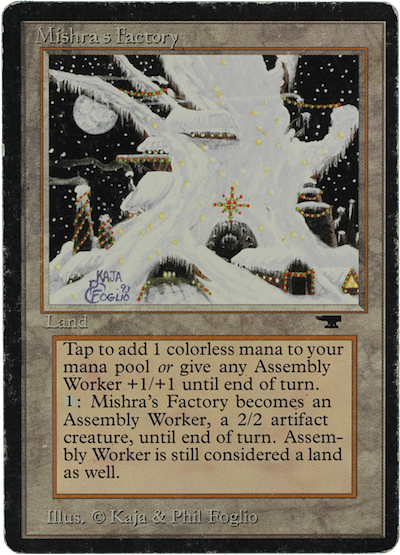 Mishra's Factory
KAJA
& P
FOGLIO
-93
Land
Tap to add 1 colorless mana to your
mana pool or give any Assembly
Worker +1/+1 until end of turn.
1: Mishra's Factory becomes an
Assembly Worker, a 2/2 artifact
creature, until end of turn. Assem-
bly Worker is still considered a land
as well.
Illus. © Kaja & Phil Foglio